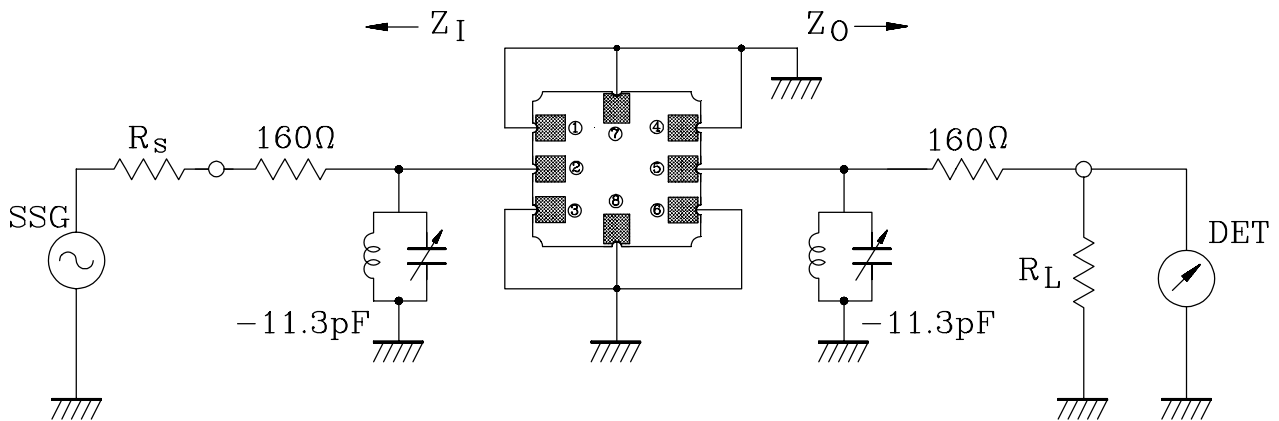 Z_I
Z_O
R_s
160Ω
① ⑦ ④
160Ω
② ⑤
SSG
③ ⑧ ⑥
DET
R_L
−11.3pF
−11.3pF